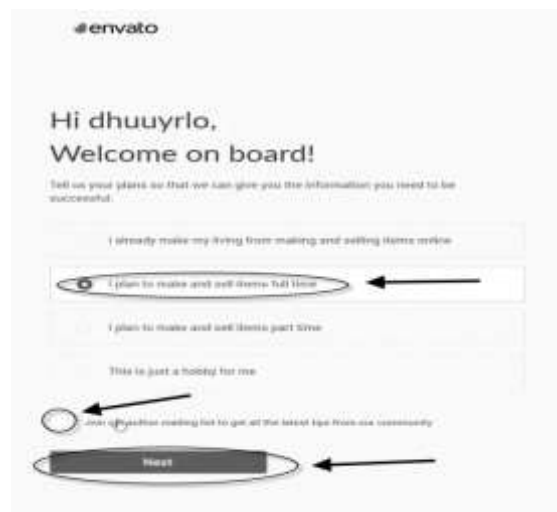 envato
Hi dhuuyrlo,
Welcome on board!
Tell us your plans so that we can give you the information you need to be
successful.
I already make my living from making and selling items online
I plan to make and sell items full time
I plan to make and sell items part time
This is just a hobby for me
Join our author mailing list to get all the latest tips from our community
Next